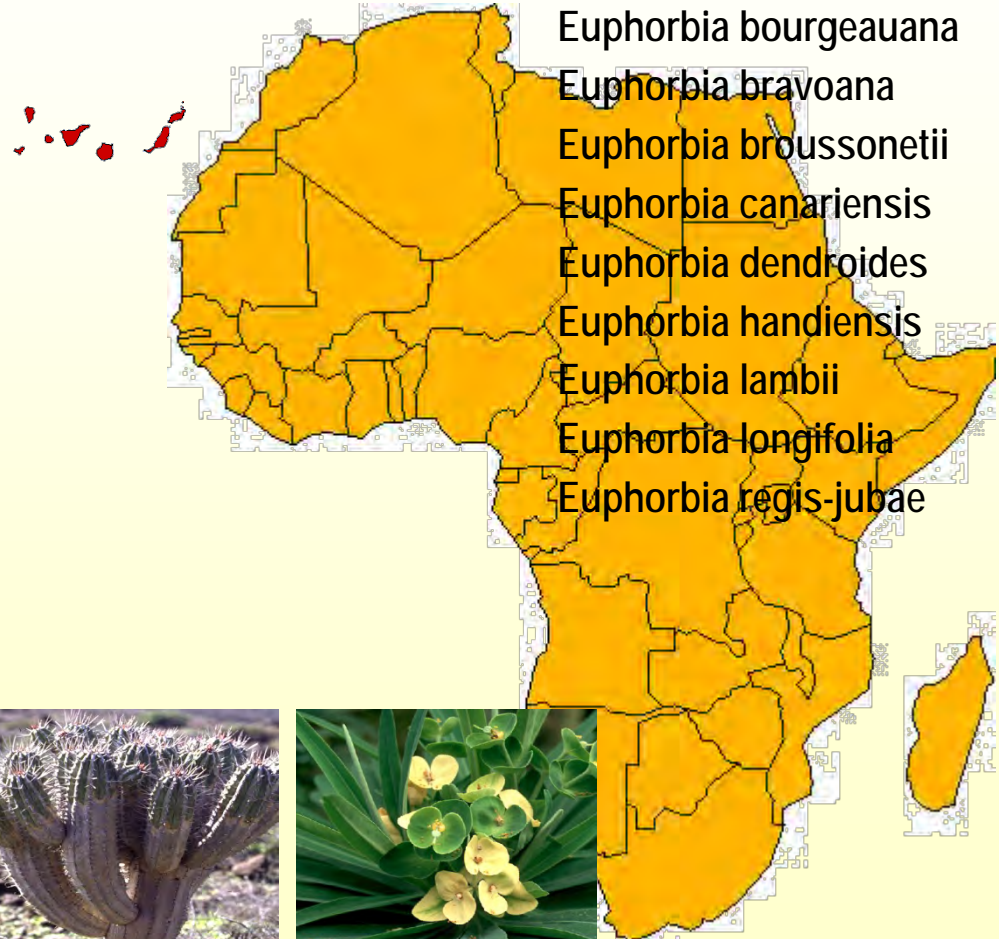 Euphorbia bourgeauana
Euphorbia bravoana
Euphorbia broussonetii
Euphorbia canariensis
Euphorbia dendroides
Euphorbia handiensis
Euphorbia lambii
Euphorbia longifolia
Euphorbia regis-jubae